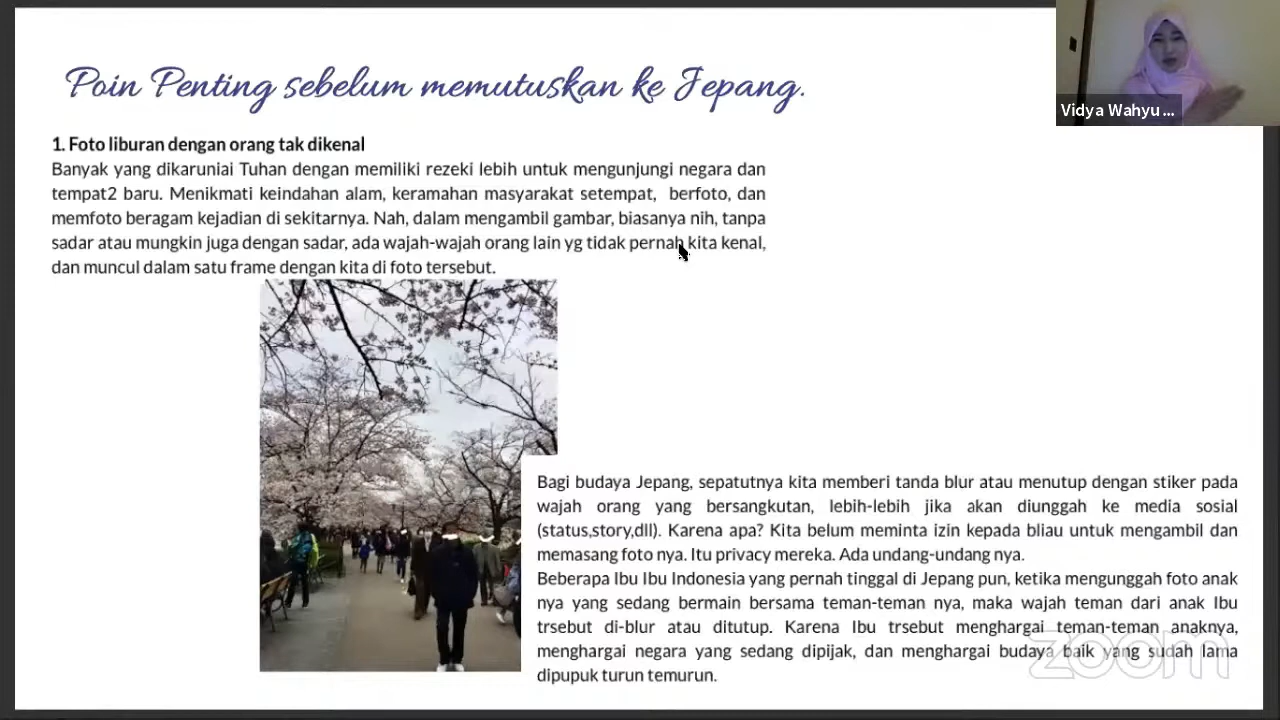 Poin Penting sebelum memutuskan ke Jepang.
Vidya Wahyu ...
1. Foto liburan dengan orang tak dikenal
Banyak yang dikaruniai Tuhan dengan memiliki rezeki lebih untuk mengunjungi negara dan
tempat2 baru. Menikmati keindahan alam, keramahan masyarakat setempat, berfoto, dan
memfoto beragam kejadian di sekitarnya. Nah, dalam mengambil gambar, biasanya nih, tanpa
sadar atau mungkin juga dengan sadar, ada wajah-wajah orang lain yg tidak pernah kita kenal,
dan muncul dalam satu frame dengan kita di foto tersebut.
Bagi budaya Jepang, sepatutnya kita memberi tanda blur atau menutup dengan stiker pada
wajah orang yang bersangkutan, lebih-lebih jika akan diunggah ke media sosial
(status,story,dll). Karena apa? Kita belum meminta izin kepada bliau untuk mengambil dan
memasang foto nya. Itu privacy mereka. Ada undang-undang nya.
Beberapa Ibu Ibu Indonesia yang pernah tinggal di Jepang pun, ketika mengunggah foto anak
nya yang sedang bermain bersama teman-teman nya, maka wajah teman dari anak Ibu
trsebut di-blur atau ditutup. Karena Ibu trsebut menghargai teman-teman anaknya,
menghargai negara yang sedang dipijak, dan menghargai budaya baik yang sudah lama
dipupuk turun temurun.
zoom